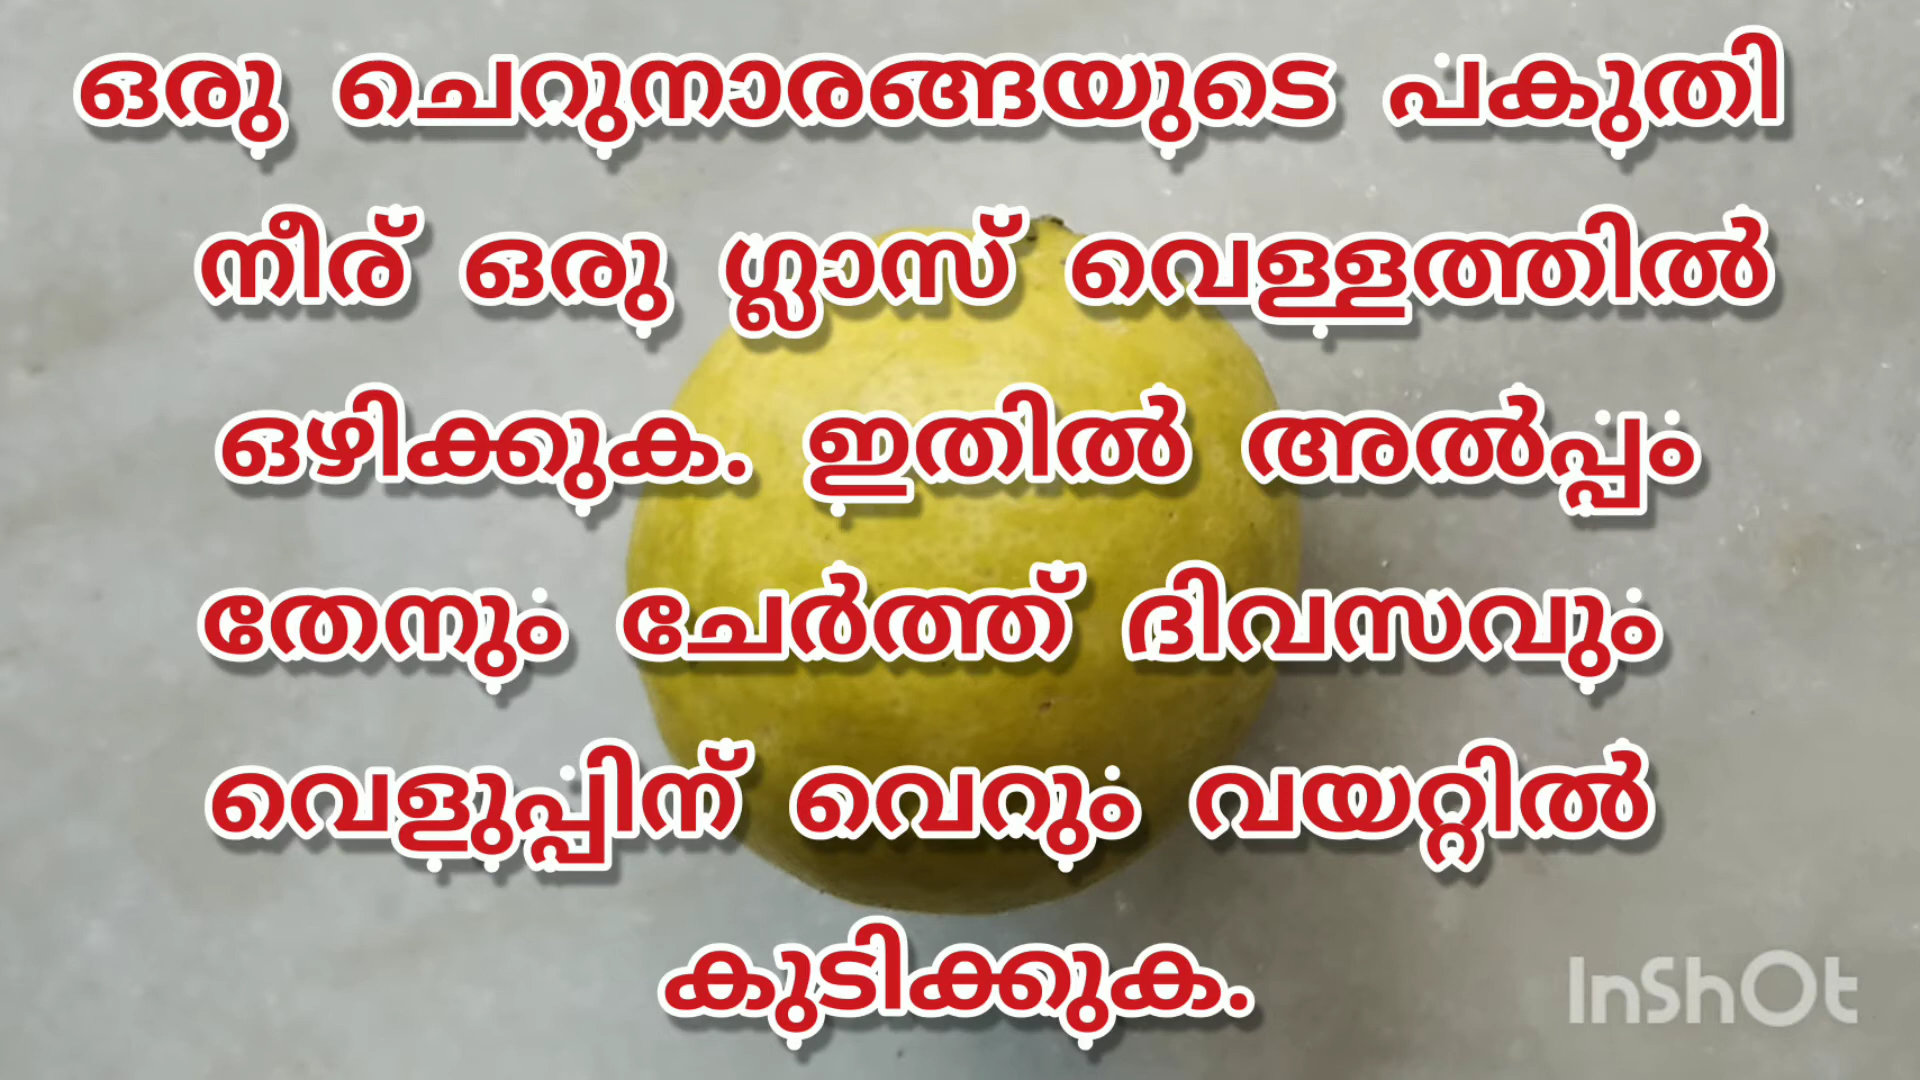 ഒരു ചെറുനാരങ്ങയുടെ പകുതി
നീര് ഒരു ഗ്ലാസ് വെള്ളത്തിൽ
ഒഴിക്കുക. ഇതിൽ അൽപ്പം
തേനും ചേർത്ത് ദിവസവും
വെളുപ്പിന് വെറും വയറ്റിൽ
കുടിക്കുക.
InShOt